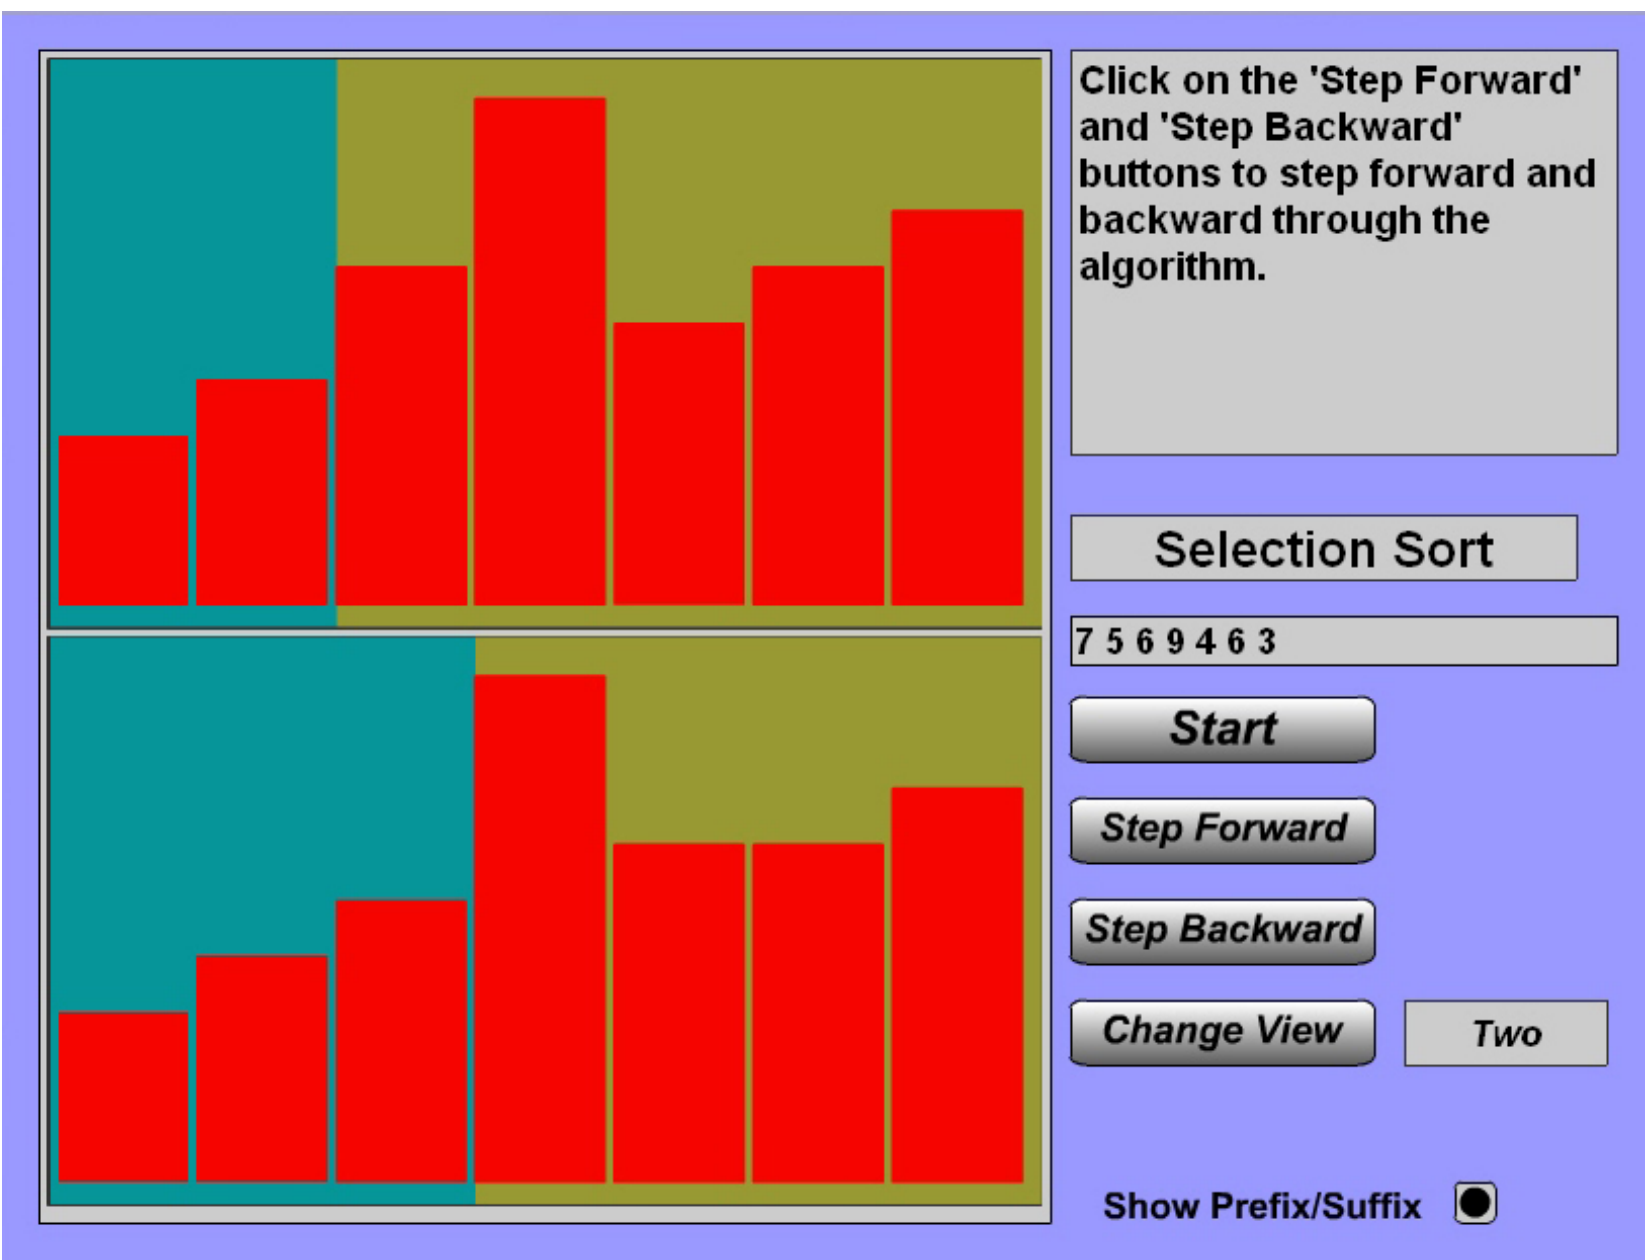 Click on the 'Step Forward'
and 'Step Backward'
buttons to step forward and
backward through the
algorithm.
Selection Sort
7 5 6 9 4 6 3
Start
Step Forward
Step Backward
Change View
Two
Show Prefix/Suffix